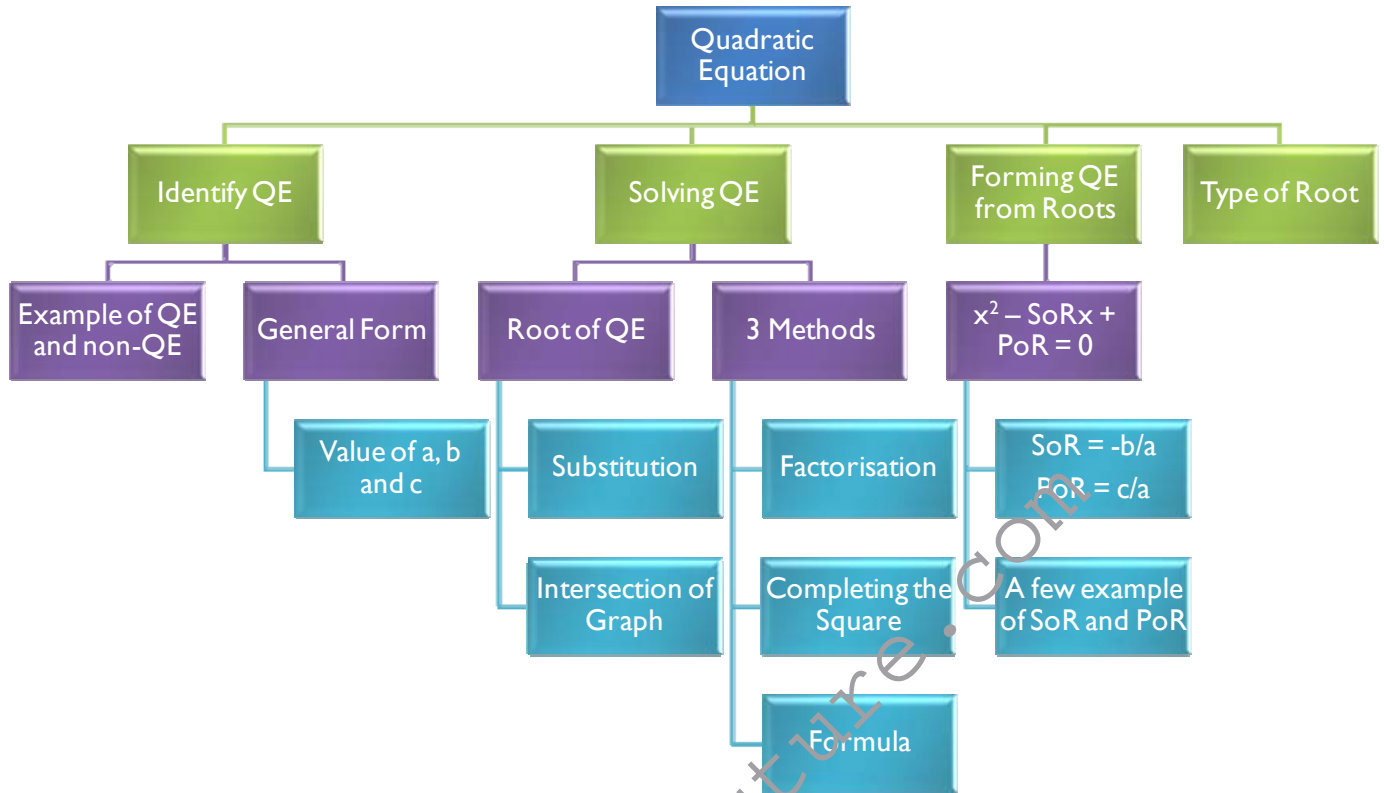 Quadratic
Equation
Identify QE
Solving QE
Forming QE
from Roots
Type of Root
Example of QE
and non-QE
General Form
Root of QE
3 Methods
x² – SoRx +
PoR = 0
Value of a, b
and c
Substitution
Factorisation
SoR = -b/a
PoR = c/a
Intersection of
Graph
Completing the
Square
A few example
of SoR and PoR
Formula